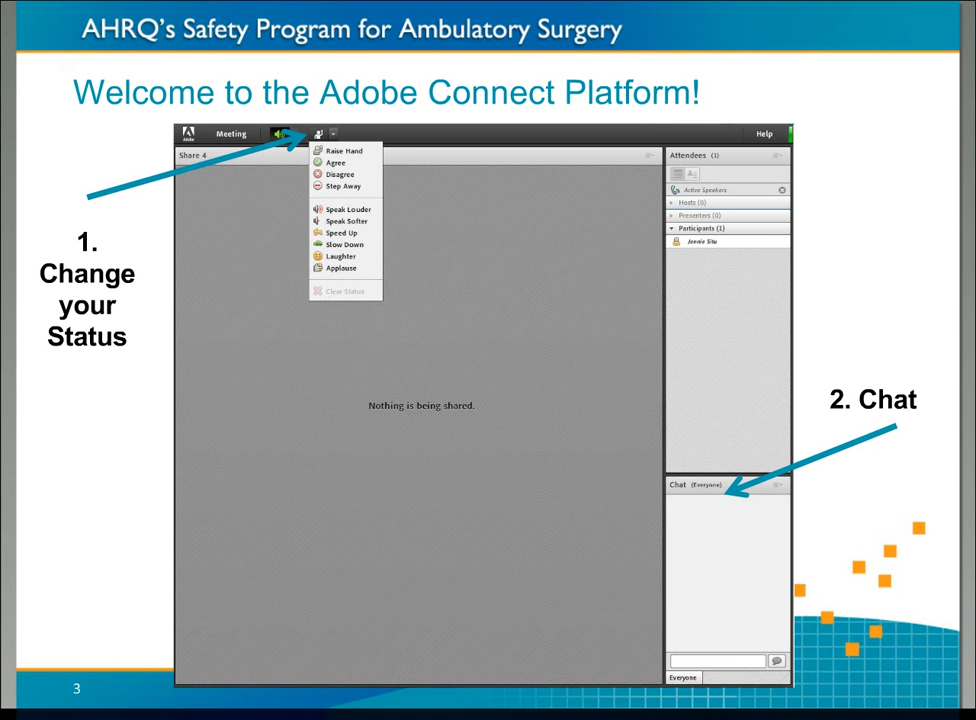 AHRQ's Safety Program for Ambulatory Surgery
Welcome to the Adobe Connect Platform!
Adobe
Meeting
Help
Share 4
Raise Hand
Agree
Disagree
Step Away
Speak Louder
Speak Softer
Speed Up
Slow Down
Laughter
Applause
Clear Status
Attendees (1)
Active Speakers
Hosts (0)
Presenters (0)
Participants (1)
Jennie Situ
1.
Change
your
Status
Nothing is being shared.
2. Chat
Chat (Everyone)
Everyone
3